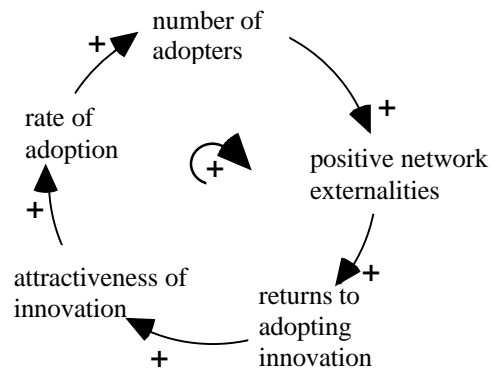 number of
adopters
+
+
rate of
adoption
+
positive network
externalities
+
+
attractiveness of
innovation
returns to
adopting
innovation
+